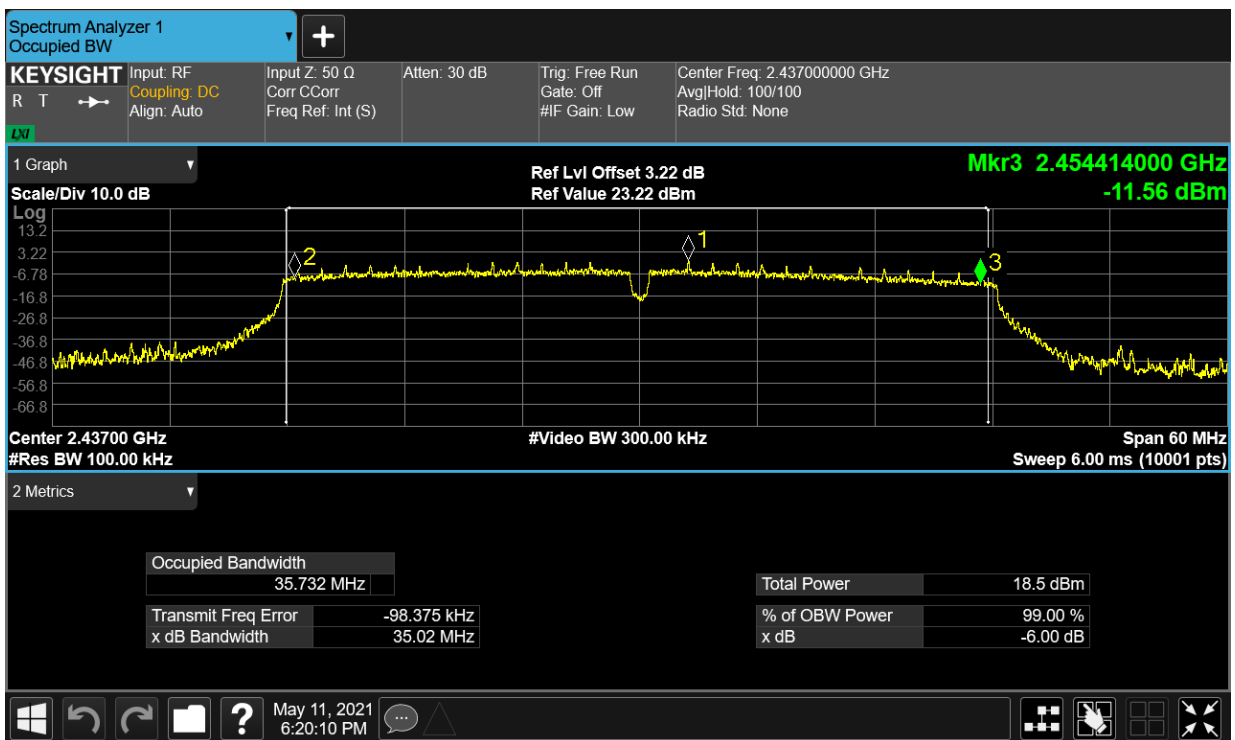 Spectrum Analyzer 1
Occupied BW
KEYSIGHT
R T
LXI
Input: RF
Coupling: DC
Align: Auto
Input Z: 50 Ω
Corr CCorr
Freq Ref: Int (S)
Atten: 30 dB
Trig: Free Run
Gate: Off
#IF Gain: Low
Center Freq: 2.437000000 GHz
Avg|Hold: 100/100
Radio Std: None
1 Graph
Scale/Div 10.0 dB
Ref Lvl Offset 3.22 dB
Ref Value 23.22 dBm
Mkr3 2.454414000 GHz
-11.56 dBm
Log
13.2
3.22
-6.78
-16.8
-26.8
-36.8
-46.8
-56.8
-66.8
2
1
3
Center 2.43700 GHz
#Res BW 100.00 kHz
#Video BW 300.00 kHz
Span 60 MHz
Sweep 6.00 ms (10001 pts)
2 Metrics
Occupied Bandwidth
35.732 MHz
Transmit Freq Error -98.375 kHz
x dB Bandwidth 35.02 MHz
Total Power 18.5 dBm
% of OBW Power 99.00 %
x dB -6.00 dB
?
May 11, 2021
6:20:10 PM